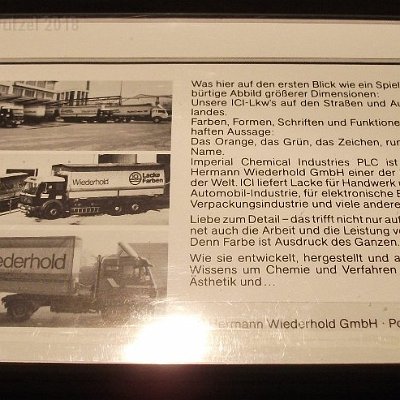 2018
Was hier auf den ersten Blick wie ein Spiel
bürtige Abbild größerer Dimensionen:
Unsere ICI-Lkw's auf den Straßen und Au
landes.
Farben, Formen, Schriften und Funktione
haften Aussage:
Das Orange, das Grün, das Zeichen, run
Name.
Imperial Chemical Industries PLC ist
Hermann Wiederhold GmbH einer der
der Welt. ICI liefert Lacke für Handwerk u
Automobil-Industrie, für elektronische B
Verpackungsindustrie und viele andere
Liebe zum Detail – das trifft nicht nur auf
net auch die Arbeit und die Leistung v
Denn Farbe ist Ausdruck des Ganzen.
Wie sie entwickelt, hergestellt und a
Wissens um Chemie und Verfahren
Ästhetik und...
Hermann Wiederhold GmbH · Po
Wiederhold
ICI Lacke
Farben
ederhold